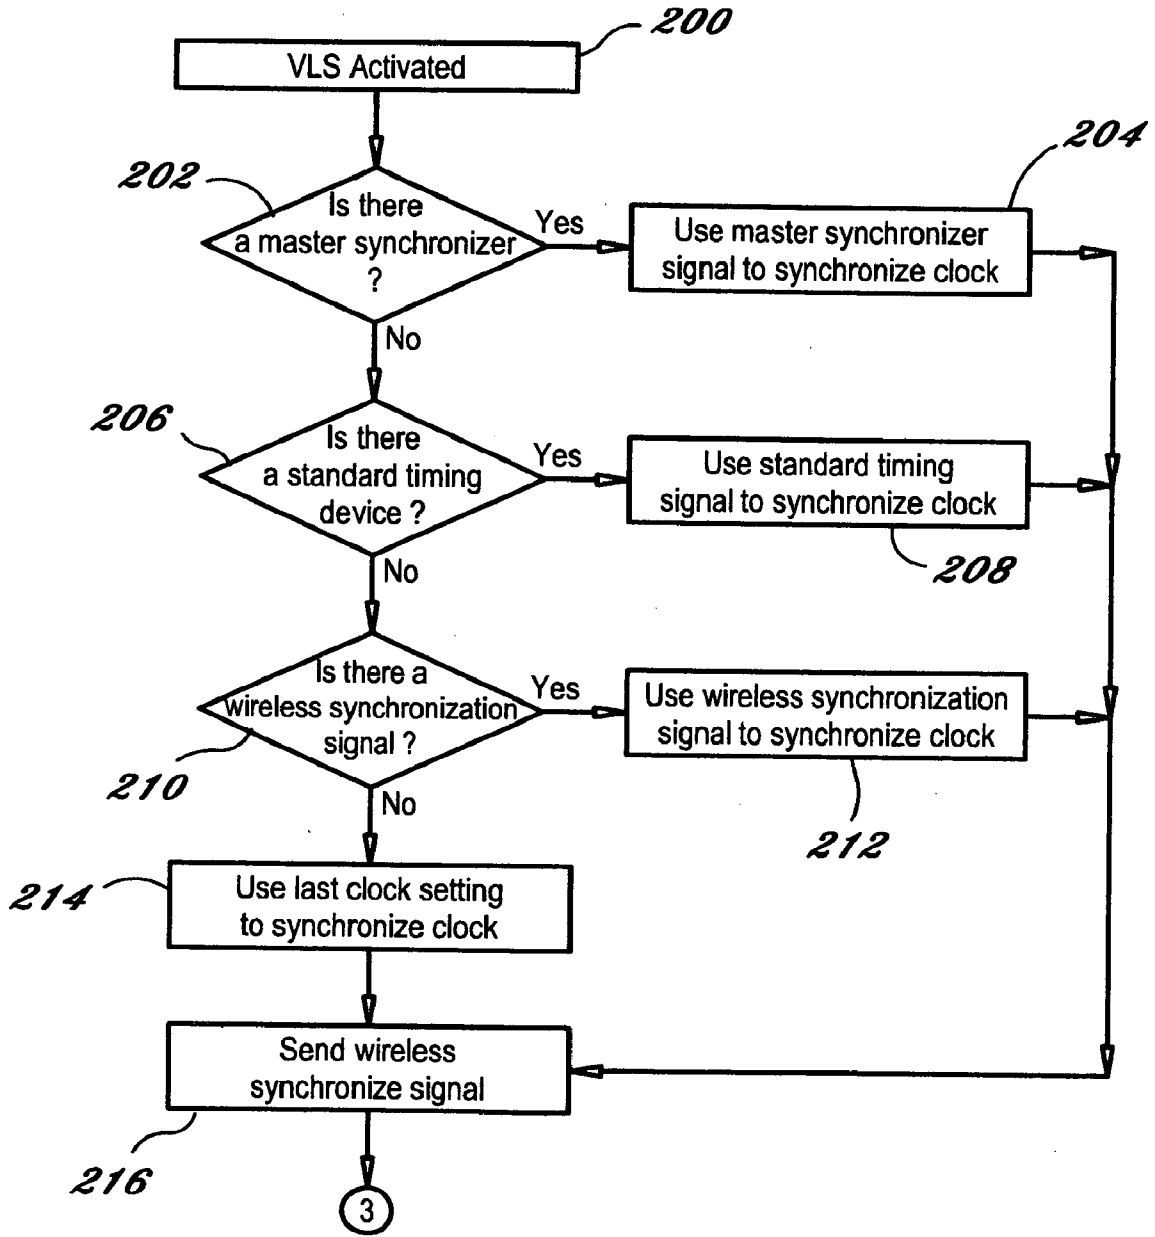 200
VLS Activated
204
202
Is there
a master synchronizer
?
Yes
Use master synchronizer
signal to synchronize clock
No
206
Is there
a standard timing
device ?
Yes
Use standard timing
signal to synchronize clock
208
No
Is there a
wireless synchronization
signal ?
Yes
Use wireless synchronization
signal to synchronize clock
210
212
No
214
Use last clock setting
to synchronize clock
Send wireless
synchronize signal
216
3